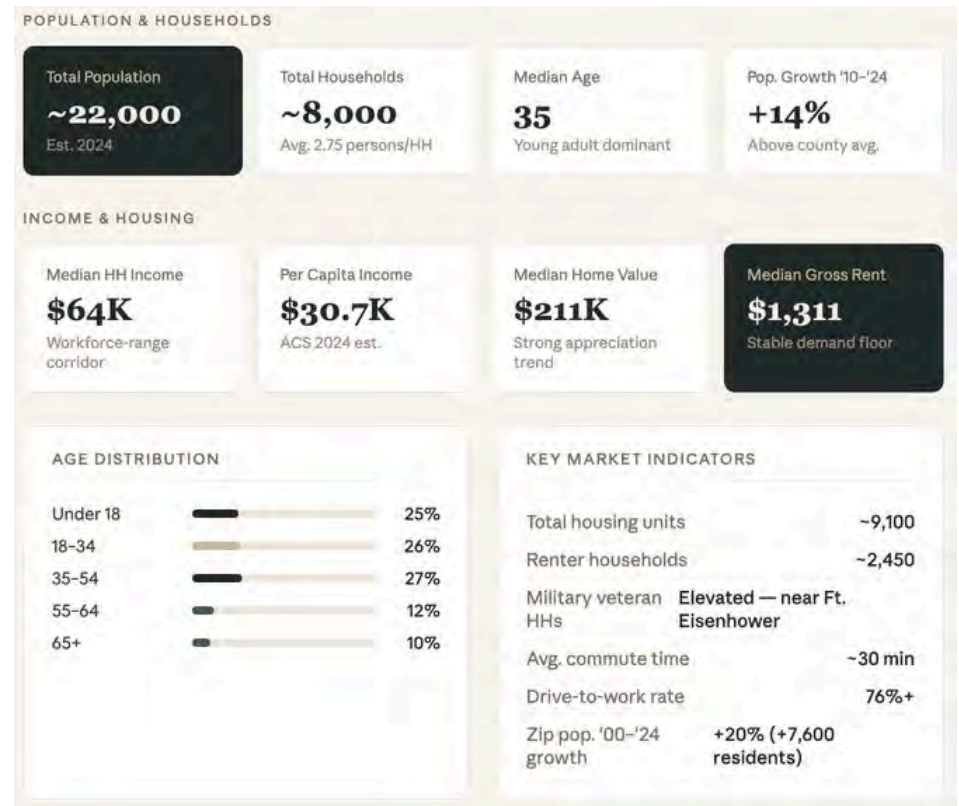 POPULATION & HOUSEHOLDS
Total Population
~22,000
Est. 2024
Total Households
~8,000
Avg. 2.75 persons/HH
Median Age
35
Young adult dominant
Pop. Growth '10–'24
+14%
Above county avg.
INCOME & HOUSING
Median HH Income
$64K
Workforce-range
corridor
Per Capita Income
$30.7K
ACS 2024 est.
Median Home Value
$211K
Strong appreciation
trend
Median Gross Rent
$1,311
Stable demand floor
AGE DISTRIBUTION
Under 18 25%
18–34 26%
35–54 27%
55–64 12%
65+ 10%
KEY MARKET INDICATORS
Total housing units ~9,100
Renter households ~2,450
Military veteran Elevated — near Ft.
HHs Eisenhower
Avg. commute time ~30 min
Drive-to-work rate 76%+
Zip pop. '00–'24 +20% (+7,600
growth residents)